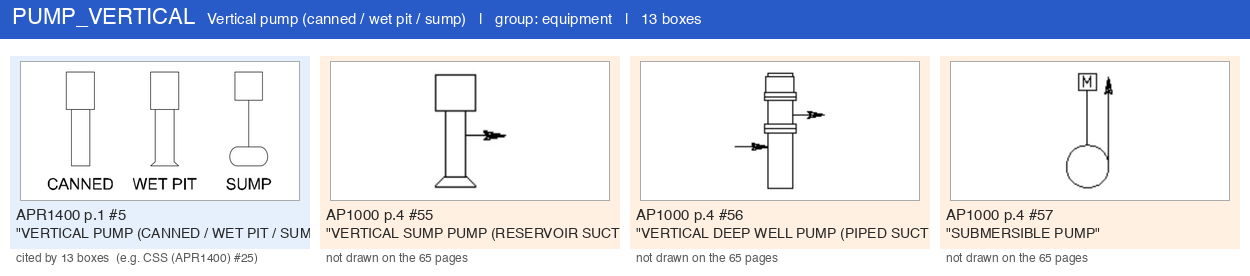 PUMP_VERTICAL Vertical pump (canned / wet pit / sump) | group: equipment | 13 boxes
CANNED WET PIT SUMP
M
APR1400 p.1 #5
"VERTICAL PUMP (CANNED / WET PIT / SUM
cited by 13 boxes (e.g. CSS (APR1400) #25)
AP1000 p.4 #55
"VERTICAL SUMP PUMP (RESERVOIR SUCT
not drawn on the 65 pages
AP1000 p.4 #56
"VERTICAL DEEP WELL PUMP (PIPED SUCT
not drawn on the 65 pages
AP1000 p.4 #57
"SUBMERSIBLE PUMP"
not drawn on the 65 pages